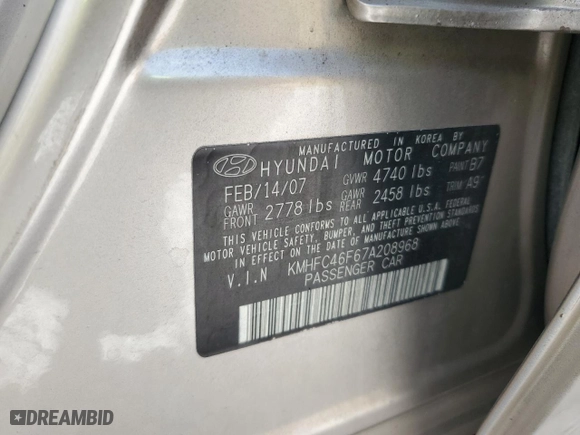 MANUFACTURED IN KOREA BY
HYUNDAI MOTOR COMPANY
FEB/14/07 GVWR 4740 lbs PAINT B7
GAWR FRONT 2778 lbs GAWR REAR 2458 lbs TRIM A9
THIS VEHICLE CONFORMS TO ALL APPLICABLE U.S.A. FEDERAL
MOTOR VEHICLE SAFETY, BUMPER, AND THEFT PREVENTION
STANDARDS IN EFFECT ON THE DATE OF MANUFACTURE SHOWN ABOVE.
V.I.N KMHFC46F67A208968
PASSENGER CAR
DREAMBID